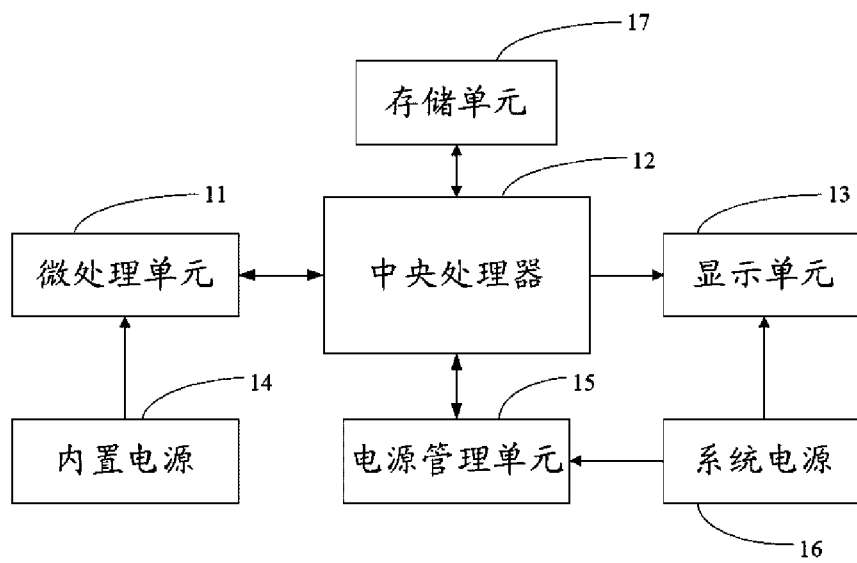 17
存储单元
12
11
13
微处理单元
中央处理器
显示单元
14
15
内置电源
电源管理单元
系统电源
16